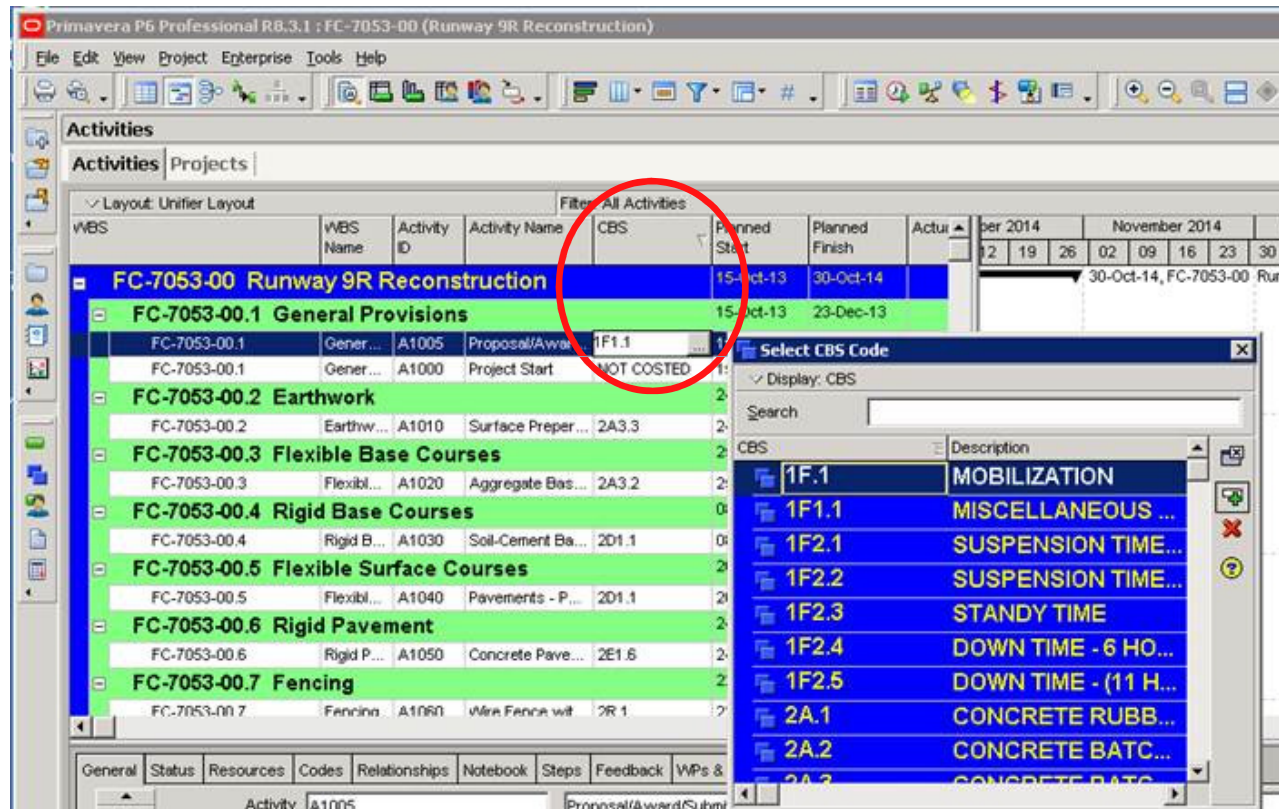 Primavera P6 Professional R8.3.1 : FC-7053-00 (Runway 9R Reconstruction)
File Edit View Project Enterprise Tools Help
Activities
Activities Projects
Layout: Unifier Layout Filter: All Activities
WBS WBS Name Activity ID Activity Name CBS Planned Start Planned Finish Actua
ber 2014 November 2014
12 19 26 02 09 16 23 30
FC-7053-00 Runway 9R Reconstruction 15-Oct-13 30-Oct-14
30-Oct-14, FC-7053-00 Run
FC-7053-00.1 General Provisions 15-Oct-13 23-Dec-13
FC-7053-00.1 Gener... A1005 Proposal/Awar... 1F1.1 ...
FC-7053-00.1 Gener... A1000 Project Start NOT COSTED
FC-7053-00.2 Earthwork
FC-7053-00.2 Earthw... A1010 Surface Preper... 2A3.3
FC-7053-00.3 Flexible Base Courses
FC-7053-00.3 Flexibl... A1020 Aggregate Bas... 2A3.2
FC-7053-00.4 Rigid Base Courses
FC-7053-00.4 Rigid B... A1030 Soil-Cement Ba... 2D1.1
FC-7053-00.5 Flexible Surface Courses
FC-7053-00.5 Flexibl... A1040 Pavements - P... 2D1.1
FC-7053-00.6 Rigid Pavement
FC-7053-00.6 Rigid P... A1050 Concrete Pave... 2E1.6
FC-7053-00.7 Fencing
FC-7053-00.7 Fencing A1060 Wire Fence wit 2R.1
General Status Resources Codes Relationships Notebook Steps Feedback WPs &
Activity A1005 Proposal/Award/Submi
Select CBS Code
Display: CBS
Search
CBS Description
1F.1 MOBILIZATION
1F1.1 MISCELLANEOUS ...
1F2.1 SUSPENSION TIME...
1F2.2 SUSPENSION TIME...
1F2.3 STANDY TIME
1F2.4 DOWN TIME - 6 HO...
1F2.5 DOWN TIME - (11 H...
2A.1 CONCRETE RUBB...
2A.2 CONCRETE BATC...
2A.3 CONCRETE BATC